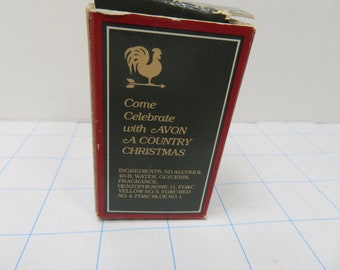 Come
Celebrate
with AVON
A COUNTRY
CHRISTMAS
INGREDIENTS: SD ALCOHOL
40-B, WATER, GLYCERIN,
FRAGRANCE,
BENZOPHENONE-11, FD&C
YELLOW NO. 5, FD&C RED
NO. 4, FD&C BLUE NO. 1